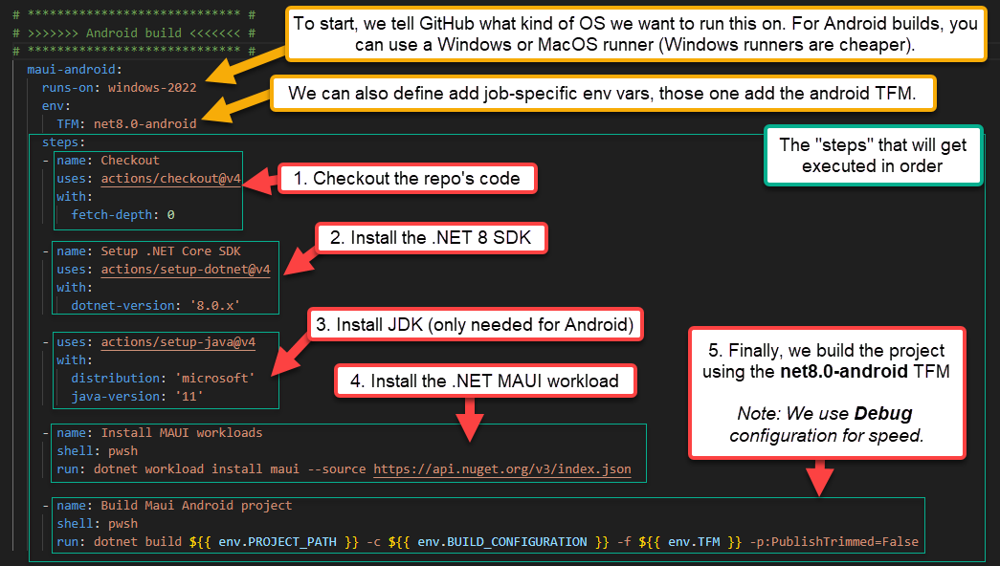 # ***************************** #
# >>>>>>> Android build <<<<<<< #
# ***************************** #
To start, we tell GitHub what kind of OS we want to run this on. For Android builds, you
can use a Windows or MacOS runner (Windows runners are cheaper).
maui-android:
runs-on: windows-2022
We can also define add job-specific env vars, those one add the android TFM.
env:
TFM: net8.0-android
steps:
The "steps" that will get
executed in order
- name: Checkout
uses: actions/checkout@v4
with:
fetch-depth: 0
1. Checkout the repo's code
- name: Setup .NET Core SDK
uses: actions/setup-dotnet@v4
with:
dotnet-version: '8.0.x'
2. Install the .NET 8 SDK
- uses: actions/setup-java@v4
with:
distribution: 'microsoft'
java-version: '11'
3. Install JDK (only needed for Android)
4. Install the .NET MAUI workload
- name: Install MAUI workloads
shell: pwsh
run: dotnet workload install maui --source https://api.nuget.org/v3/index.json
5. Finally, we build the project
using the net8.0-android TFM
Note: We use Debug
configuration for speed.
- name: Build Maui Android project
shell: pwsh
run: dotnet build ${{ env.PROJECT_PATH }} -c ${{ env.BUILD_CONFIGURATION }} -f ${{ env.TFM }} -p:PublishTrimmed=False